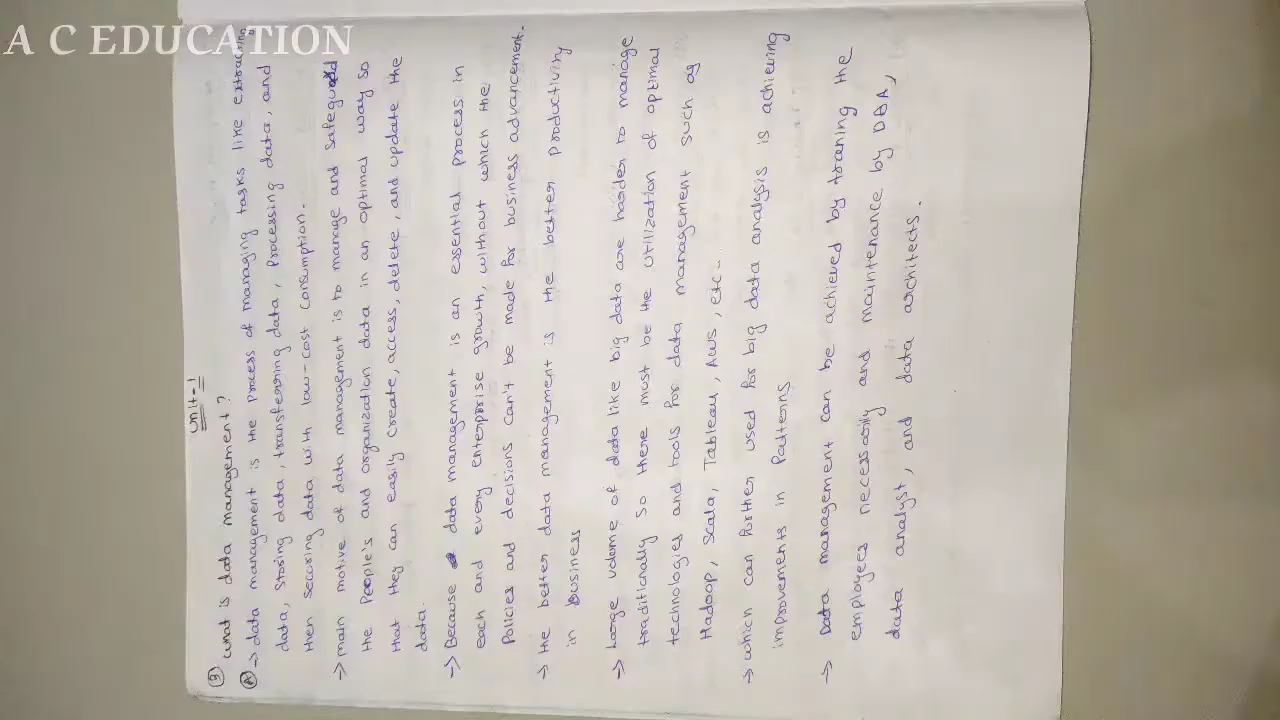 A C EDUCATION
Unit-1
③ What is data management?
Ⓐ → data management is the process of managing tasks like extracting
data, storing data, transferring data, processing data, and
then securing data with low-cost consumption.
→ main motive of data management is to manage and safeguard
the people's and organization data in an optimal way so
that they can easily create, access, delete, and update the
data.
→ Because data management is an essential process in
each and every enterprise growth, without which the
Policies and decisions can't be made for business advancement.
→ the better data management is the better productivity
in Business
→ Large volume of data like big data are harder to manage
traditionally so there must be the utilization of optimal
technologies and tools for data management such as
Hadoop, Scala, Tableau, AWS, etc.
→ which can further used for big data analysis is achieving
improvements in Patterns
→ Data management can be achieved by traning the
employees necessarily and maintenance by DBA,
data analyst, and data architects.